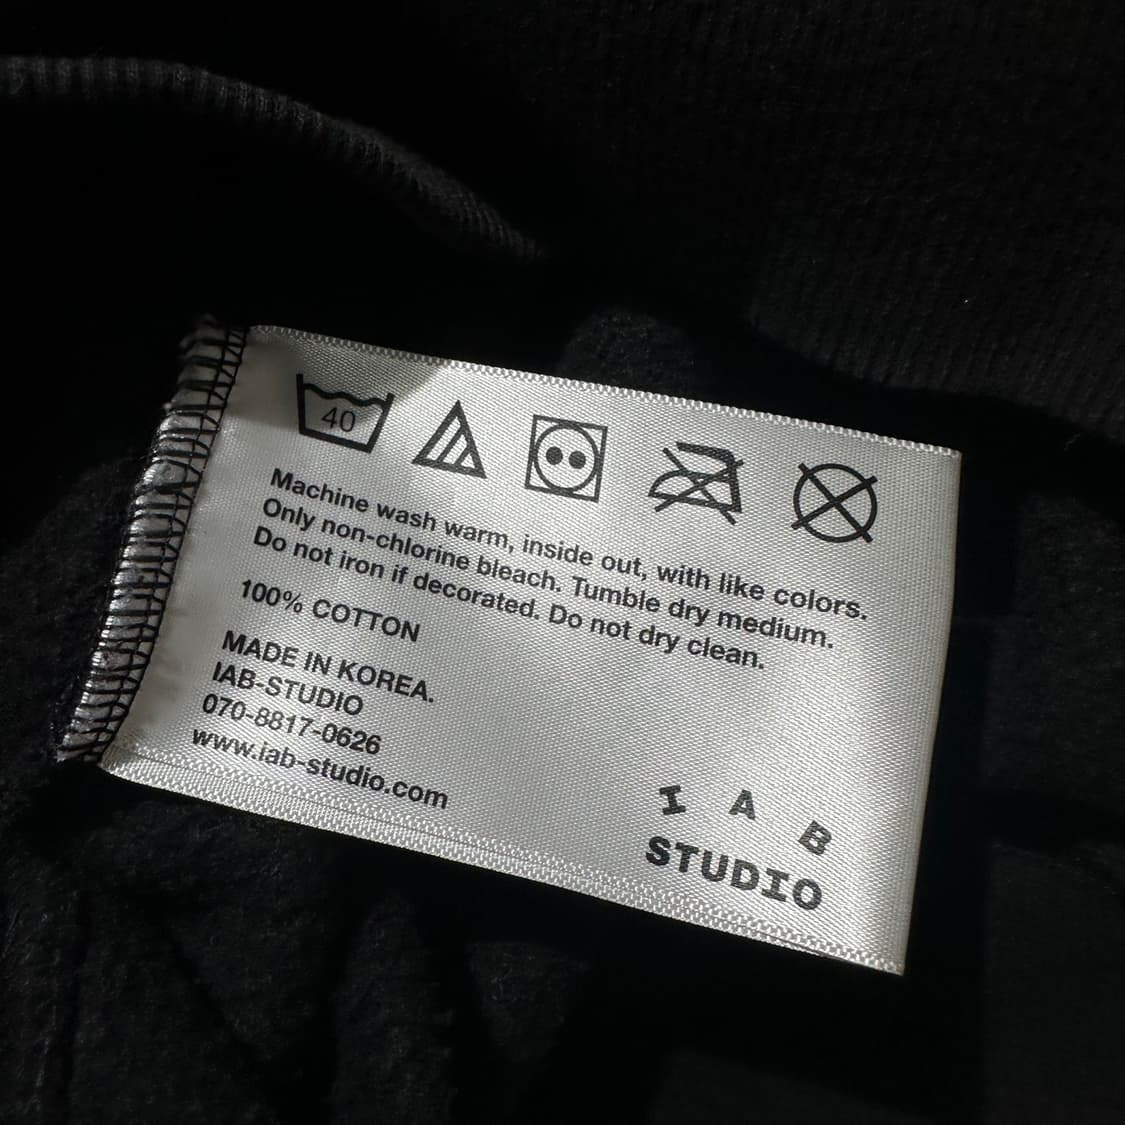 40
Machine wash warm, inside out, with like colors.
Only non-chlorine bleach. Tumble dry medium.
Do not iron if decorated. Do not dry clean.
100% COTTON
MADE IN KOREA.
IAB-STUDIO
070-8817-0626
www.iab-studio.com
I A B
STUDIO